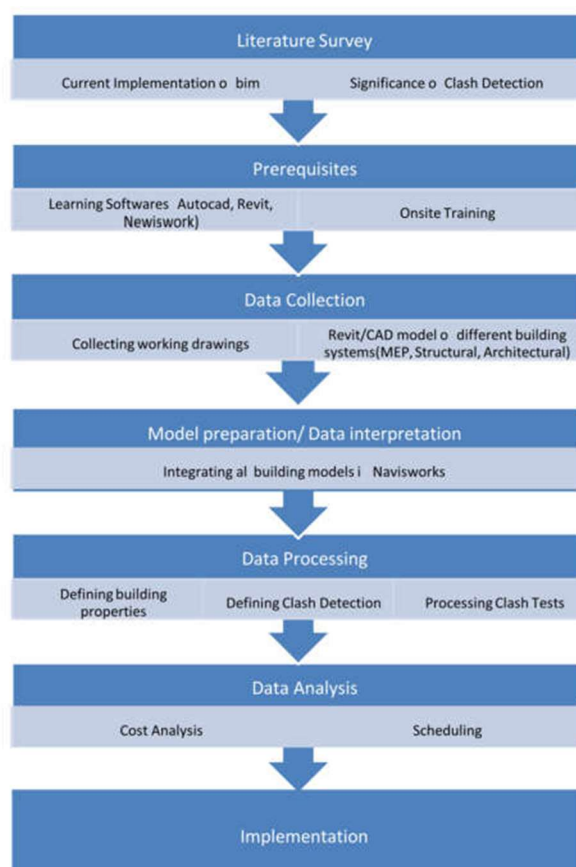 Literature Survey
Current Implementation o bim
Significance o Clash Detection
Prerequisites
Learning Softwares Autocad, Revit,
Newiswork)
Onsite Training
Data Collection
Collecting working drawings
Revit/CAD model o different building
systems(MEP, Structural, Architectural)
Model preparation/ Data interpretation
Integrating al building models i Navisworks
Data Processing
Defining building
properties
Defining Clash Detection
Processing Clash Tests
Data Analysis
Cost Analysis
Scheduling
Implementation